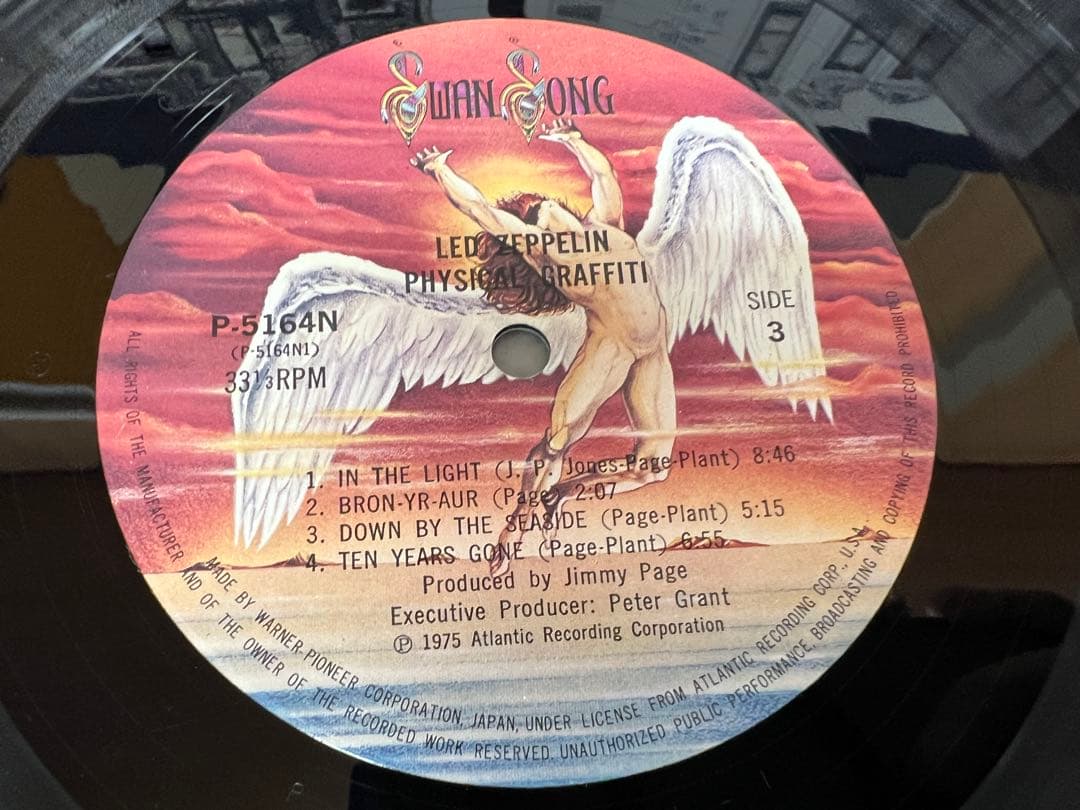 SWAN SONG
LED ZEPPELIN
PHYSICAL GRAFFITI
P-5164N
(P-5164N1)
33⅓RPM
SIDE
3
1. IN THE LIGHT (J. P. Jones-Page-Plant) 8:46
2. BRON-YR-AUR (Page) 2:07
3. DOWN BY THE SEASIDE (Page-Plant) 5:15
4. TEN YEARS GONE (Page-Plant) 6:55
Produced by Jimmy Page
Executive Producer: Peter Grant
Ⓟ 1975 Atlantic Recording Corporation
MADE BY WARNER-PIONEER CORPORATION, JAPAN, UNDER LICENSE FROM ATLANTIC RECORDING CORP., U.S.A.
ALL RIGHTS OF THE MANUFACTURER AND OF THE OWNER OF THE RECORDED WORK RESERVED. UNAUTHORIZED PUBLIC PERFORMANCE, BROADCASTING AND COPYING OF THIS RECORD PROHIBITED